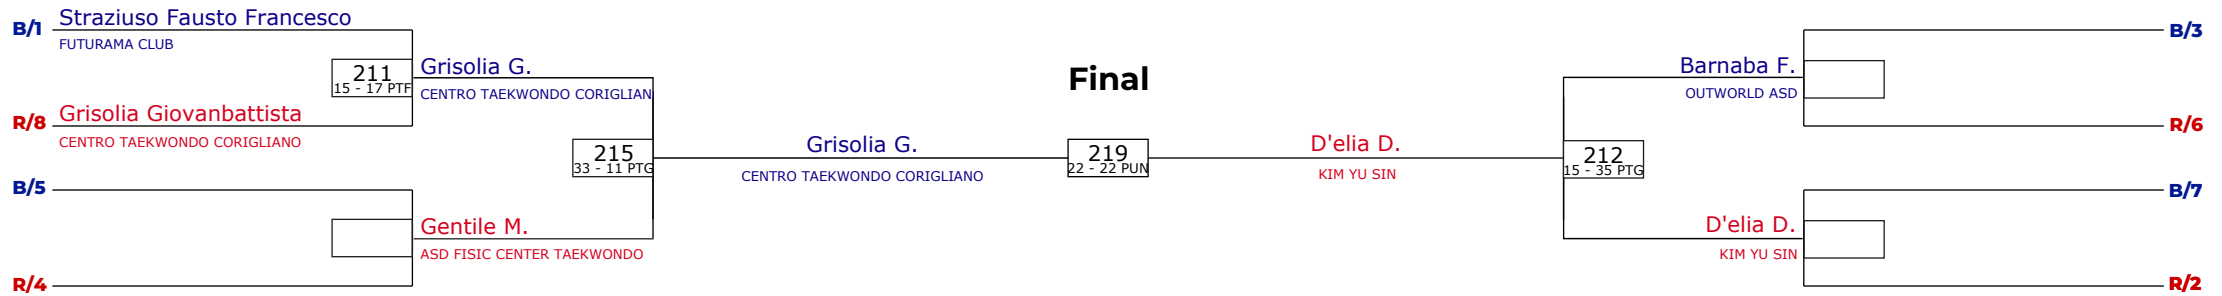 B/1
Straziuso Fausto Francesco
FUTURAMA CLUB
211
15 - 17 PTF
R/8
Grisolia Giovanbattista
CENTRO TAEKWONDO CORIGLIANO
Grisolia G.
CENTRO TAEKWONDO CORIGLIAN
215
33 - 11 PTG
B/5
R/4
Gentile M.
ASD FISIC CENTER TAEKWONDO
Final
Grisolia G.
CENTRO TAEKWONDO CORIGLIANO
219
22 - 22 PUN
D'elia D.
KIM YU SIN
212
15 - 35 PTG
Barnaba F.
OUTWORLD ASD
B/3
R/6
D'elia D.
KIM YU SIN
B/7
R/2